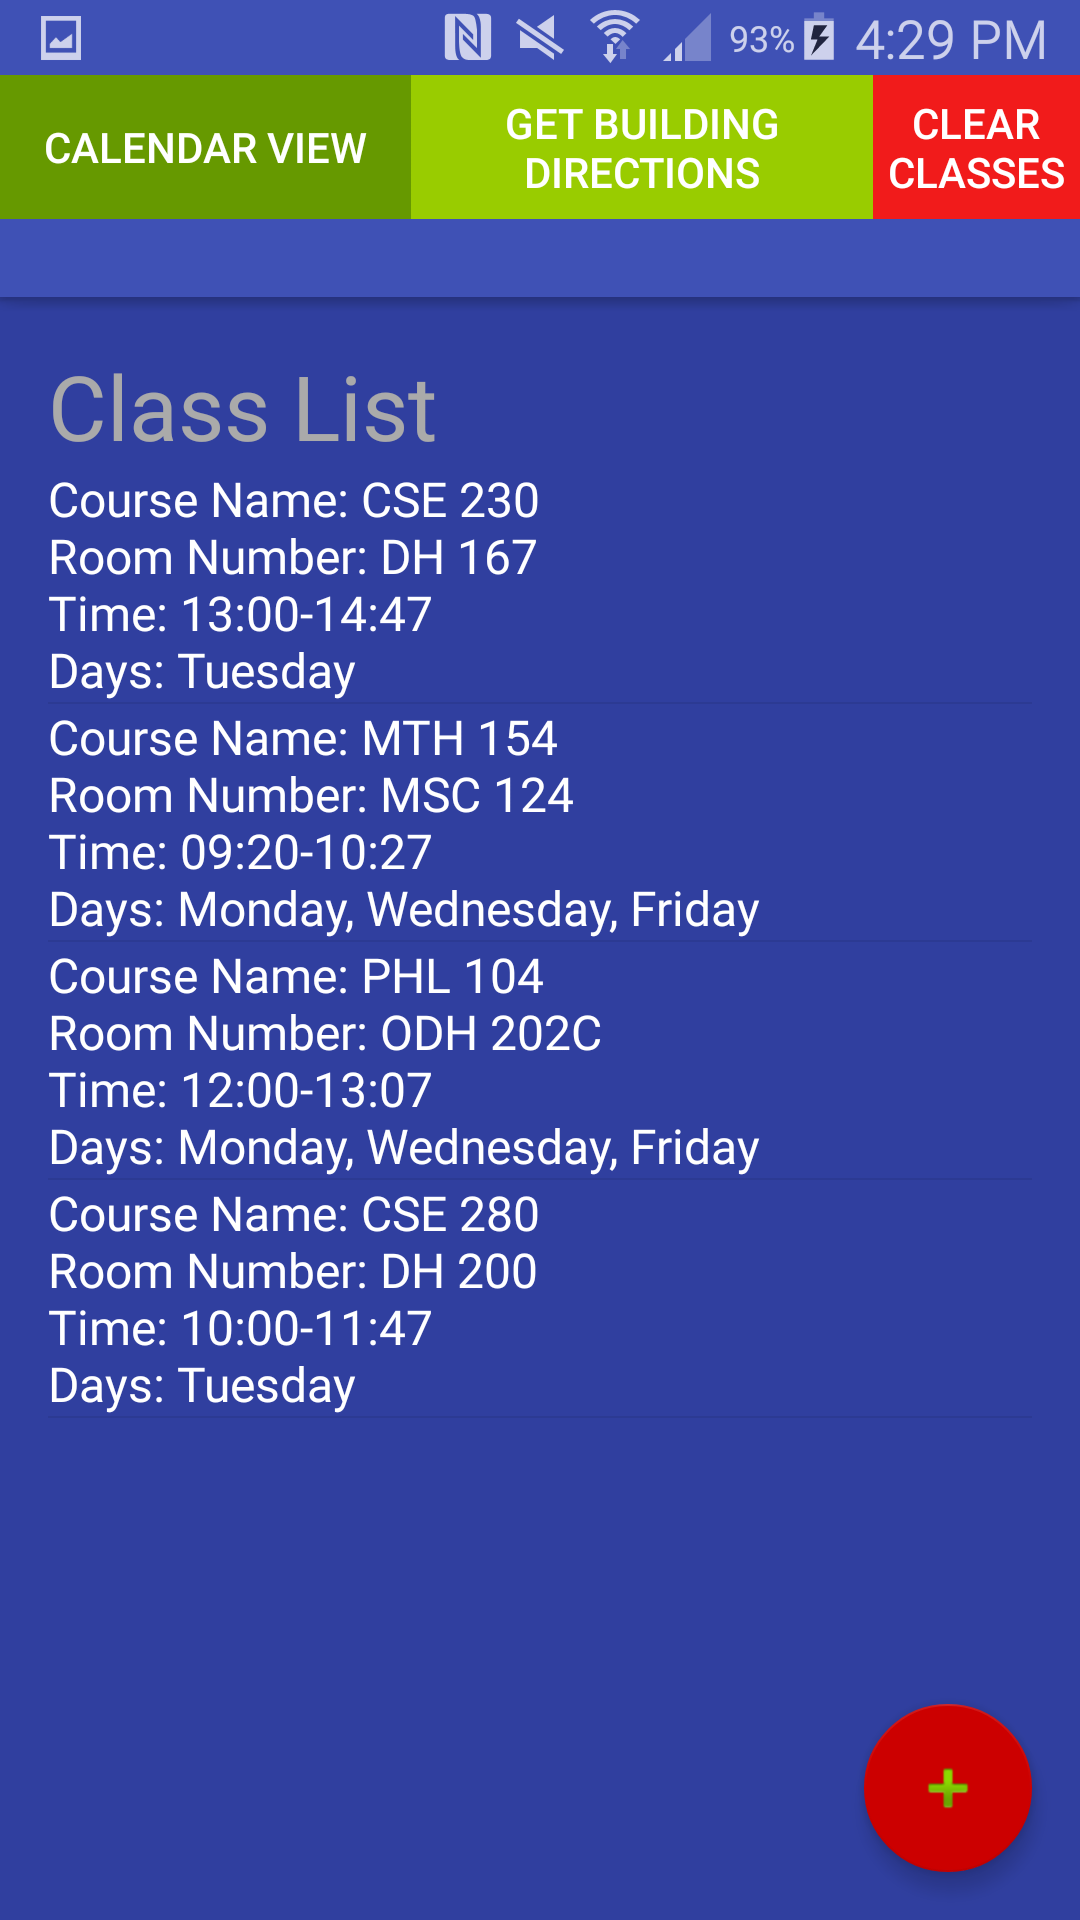 93% 4:29 PM
CALENDAR VIEW
GET BUILDING
DIRECTIONS
CLEAR
CLASSES
Class List
Course Name: CSE 230
Room Number: DH 167
Time: 13:00-14:47
Days: Tuesday
Course Name: MTH 154
Room Number: MSC 124
Time: 09:20-10:27
Days: Monday, Wednesday, Friday
Course Name: PHL 104
Room Number: ODH 202C
Time: 12:00-13:07
Days: Monday, Wednesday, Friday
Course Name: CSE 280
Room Number: DH 200
Time: 10:00-11:47
Days: Tuesday